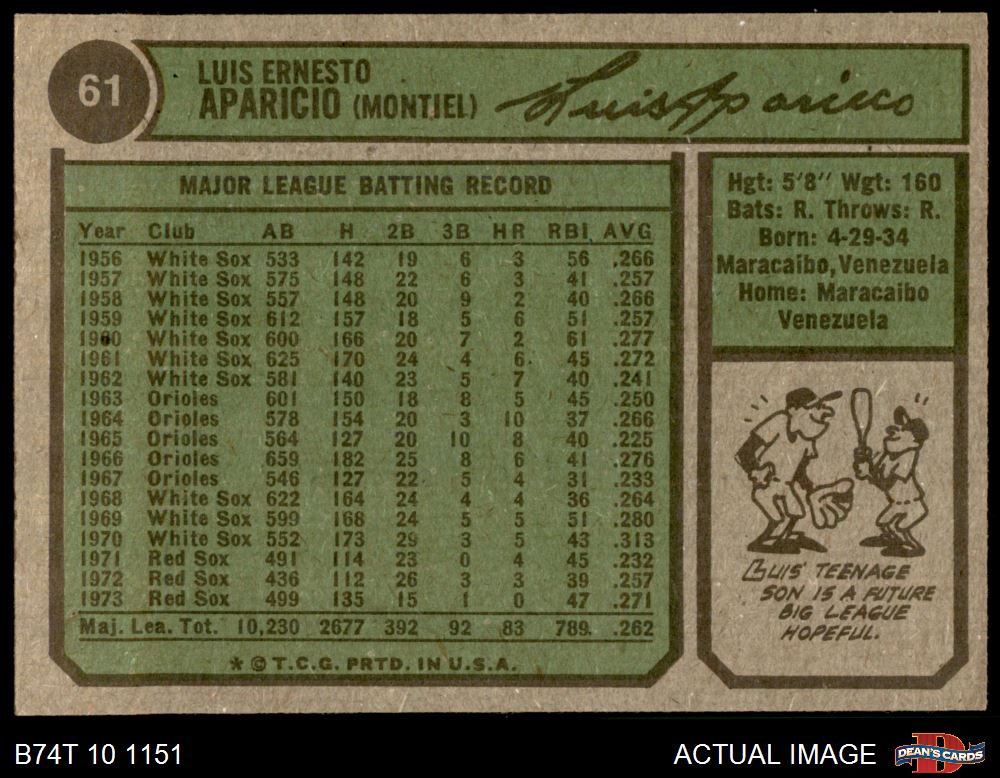 61
LUIS ERNESTO
APARICIO (MONTIEL)
Luis Aparicio
MAJOR LEAGUE BATTING RECORD
Year Club AB H 2B 3B HR RBI AVG
1956 White Sox 533 142 19 6 3 56 .266
1957 White Sox 575 148 22 6 3 41 .257
1958 White Sox 557 148 20 9 2 40 .266
1959 White Sox 612 157 18 5 6 51 .257
1960 White Sox 600 166 20 7 2 61 .277
1961 White Sox 625 170 24 4 6 45 .272
1962 White Sox 581 140 23 5 7 40 .241
1963 Orioles 601 150 18 8 5 45 .250
1964 Orioles 578 154 20 3 10 37 .266
1965 Orioles 564 127 20 10 8 40 .225
1966 Orioles 659 182 25 8 6 41 .276
1967 Orioles 546 127 22 5 4 31 .233
1968 White Sox 622 164 24 4 4 36 .264
1969 White Sox 599 168 24 5 5 51 .280
1970 White Sox 552 173 29 3 5 43 .313
1971 Red Sox 491 114 23 0 4 45 .232
1972 Red Sox 436 112 26 3 3 39 .257
1973 Red Sox 499 135 15 1 0 47 .271
Maj. Lea. Tot. 10,230 2677 392 92 83 789 .262
* © T.C.G. PRTD. IN U.S.A.
Hgt: 5'8" Wgt: 160
Bats: R. Throws: R.
Born: 4-29-34
Maracaibo, Venezuela
Home: Maracaibo
Venezuela
LUIS' TEENAGE
SON IS A FUTURE
BIG LEAGUE
HOPEFUL.
B74T 10 1151
ACTUAL IMAGE
DEAN'S CARDS